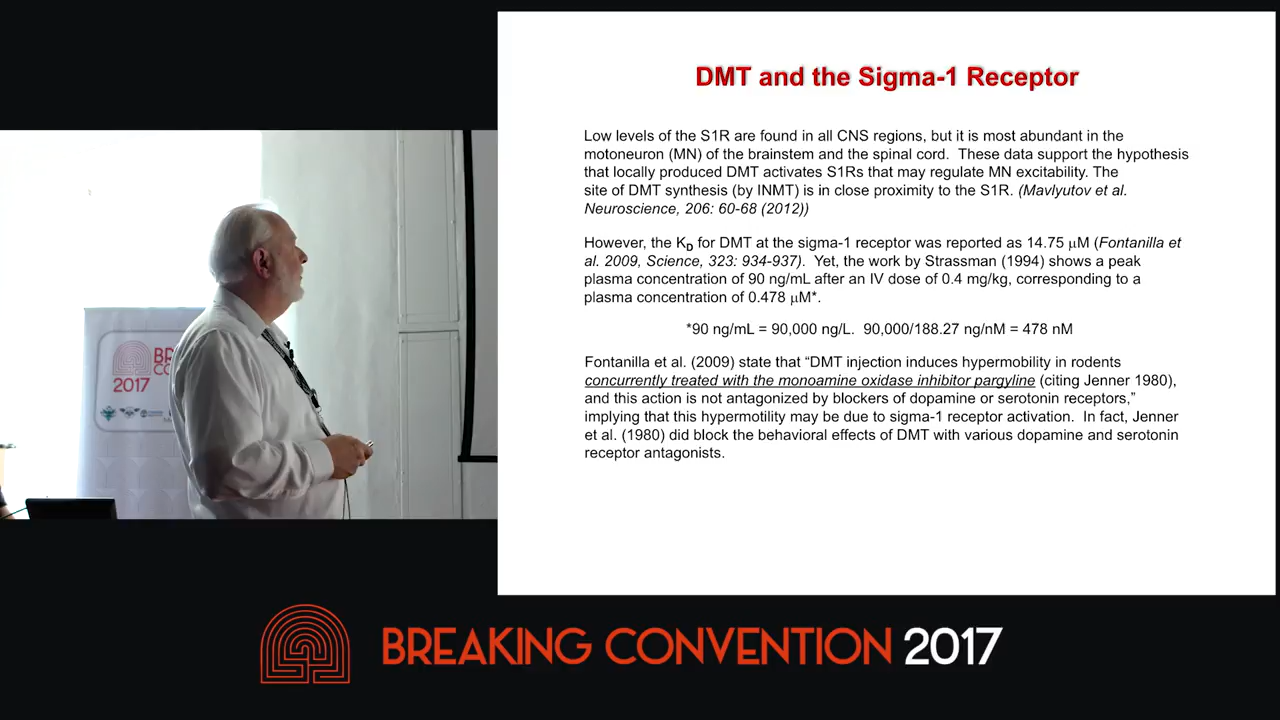 DMT and the Sigma-1 Receptor
Low levels of the S1R are found in all CNS regions, but it is most abundant in the
motoneuron (MN) of the brainstem and the spinal cord. These data support the hypothesis
that locally produced DMT activates S1Rs that may regulate MN excitability. The
site of DMT synthesis (by INMT) is in close proximity to the S1R. (Mavlyutov et al.
Neuroscience, 206: 60-68 (2012))
However, the KD for DMT at the sigma-1 receptor was reported as 14.75 μM (Fontanilla et
al. 2009, Science, 323: 934-937). Yet, the work by Strassman (1994) shows a peak
plasma concentration of 90 ng/mL after an IV dose of 0.4 mg/kg, corresponding to a
plasma concentration of 0.478 μM*.
*90 ng/mL = 90,000 ng/L. 90,000/188.27 ng/nM = 478 nM
Fontanilla et al. (2009) state that “DMT injection induces hypermobility in rodents
concurrently treated with the monoamine oxidase inhibitor pargyline (citing Jenner 1980),
and this action is not antagonized by blockers of dopamine or serotonin receptors,”
implying that this hypermotility may be due to sigma-1 receptor activation. In fact, Jenner
et al. (1980) did block the behavioral effects of DMT with various dopamine and serotonin
receptor antagonists.
2017
BREAKING CONVENTION 2017